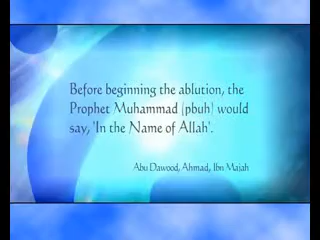 Before beginning the ablution, the
Prophet Muhammad (pbuh) would
say, 'In the Name of Allah'.
Abu Dawood, Ahmad, Ibn Majah